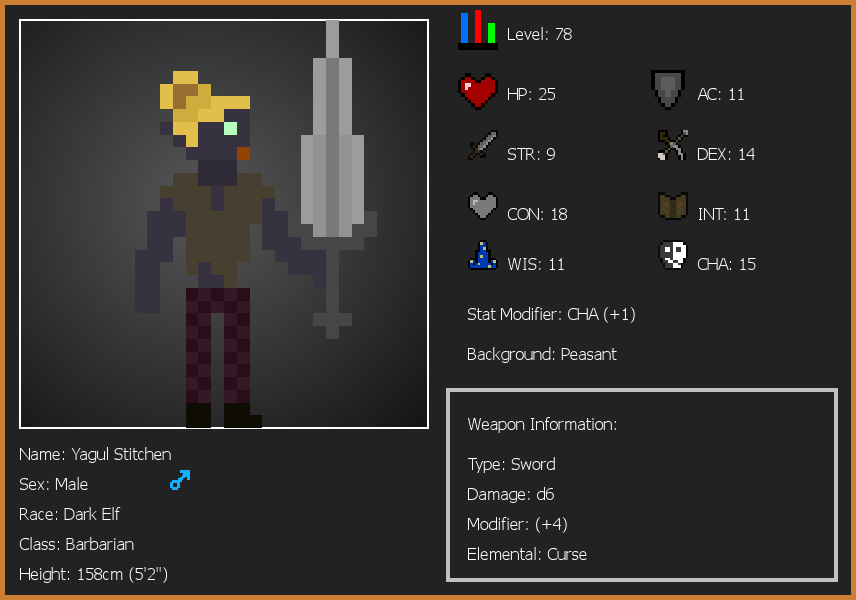 Level: 78
HP: 25
AC: 11
STR: 9
DEX: 14
CON: 18
INT: 11
WIS: 11
CHA: 15
Stat Modifier: CHA (+1)
Background: Peasant
Weapon Information:
Type: Sword
Damage: d6
Modifier: (+4)
Elemental: Curse
Name: Yagul Stitchen
Sex: Male
Race: Dark Elf
Class: Barbarian
Height: 158cm (5'2")